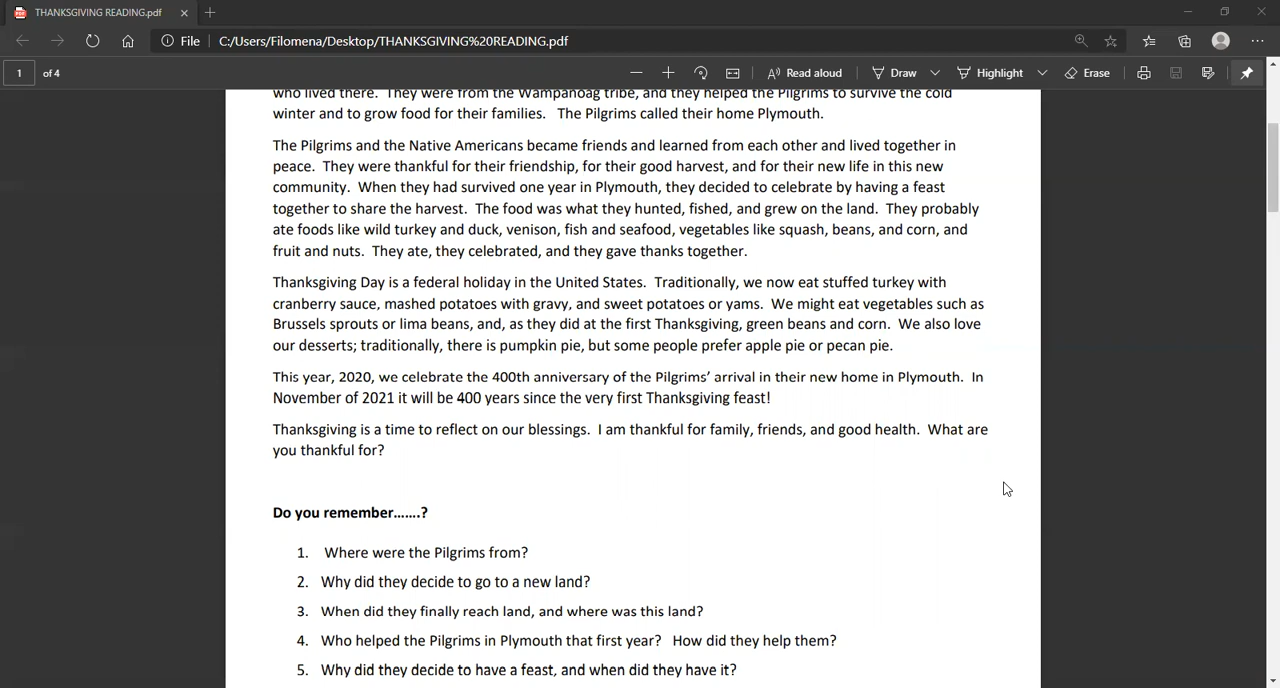 THANKSGIVING READING.pdf
File C:/Users/Filomena/Desktop/THANKSGIVING%20READING.pdf
1 of 4 Read aloud Draw Highlight Erase
who lived there. They were from the Wampanoag tribe, and they helped the Pilgrims to survive the cold
winter and to grow food for their families. The Pilgrims called their home Plymouth.
The Pilgrims and the Native Americans became friends and learned from each other and lived together in
peace. They were thankful for their friendship, for their good harvest, and for their new life in this new
community. When they had survived one year in Plymouth, they decided to celebrate by having a feast
together to share the harvest. The food was what they hunted, fished, and grew on the land. They probably
ate foods like wild turkey and duck, venison, fish and seafood, vegetables like squash, beans, and corn, and
fruit and nuts. They ate, they celebrated, and they gave thanks together.
Thanksgiving Day is a federal holiday in the United States. Traditionally, we now eat stuffed turkey with
cranberry sauce, mashed potatoes with gravy, and sweet potatoes or yams. We might eat vegetables such as
Brussels sprouts or lima beans, and, as they did at the first Thanksgiving, green beans and corn. We also love
our desserts; traditionally, there is pumpkin pie, but some people prefer apple pie or pecan pie.
This year, 2020, we celebrate the 400th anniversary of the Pilgrims' arrival in their new home in Plymouth. In
November of 2021 it will be 400 years since the very first Thanksgiving feast!
Thanksgiving is a time to reflect on our blessings. I am thankful for family, friends, and good health. What are
you thankful for?
Do you remember…….?
1. Where were the Pilgrims from?
2. Why did they decide to go to a new land?
3. When did they finally reach land, and where was this land?
4. Who helped the Pilgrims in Plymouth that first year? How did they help them?
5. Why did they decide to have a feast, and when did they have it?